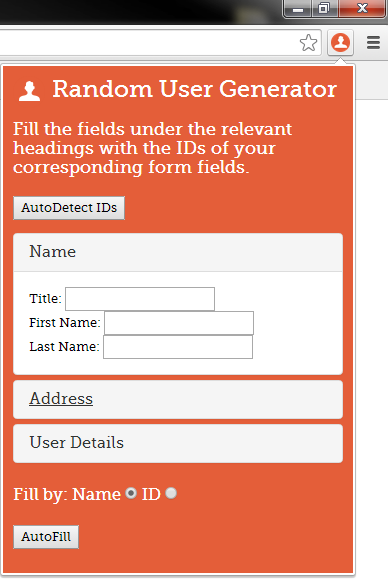 Random User Generator
Fill the fields under the relevant
headings with the IDs of your
corresponding form fields.
AutoDetect IDs
Name
Title:
First Name:
Last Name:
Address
User Details
Fill by: Name ID
AutoFill